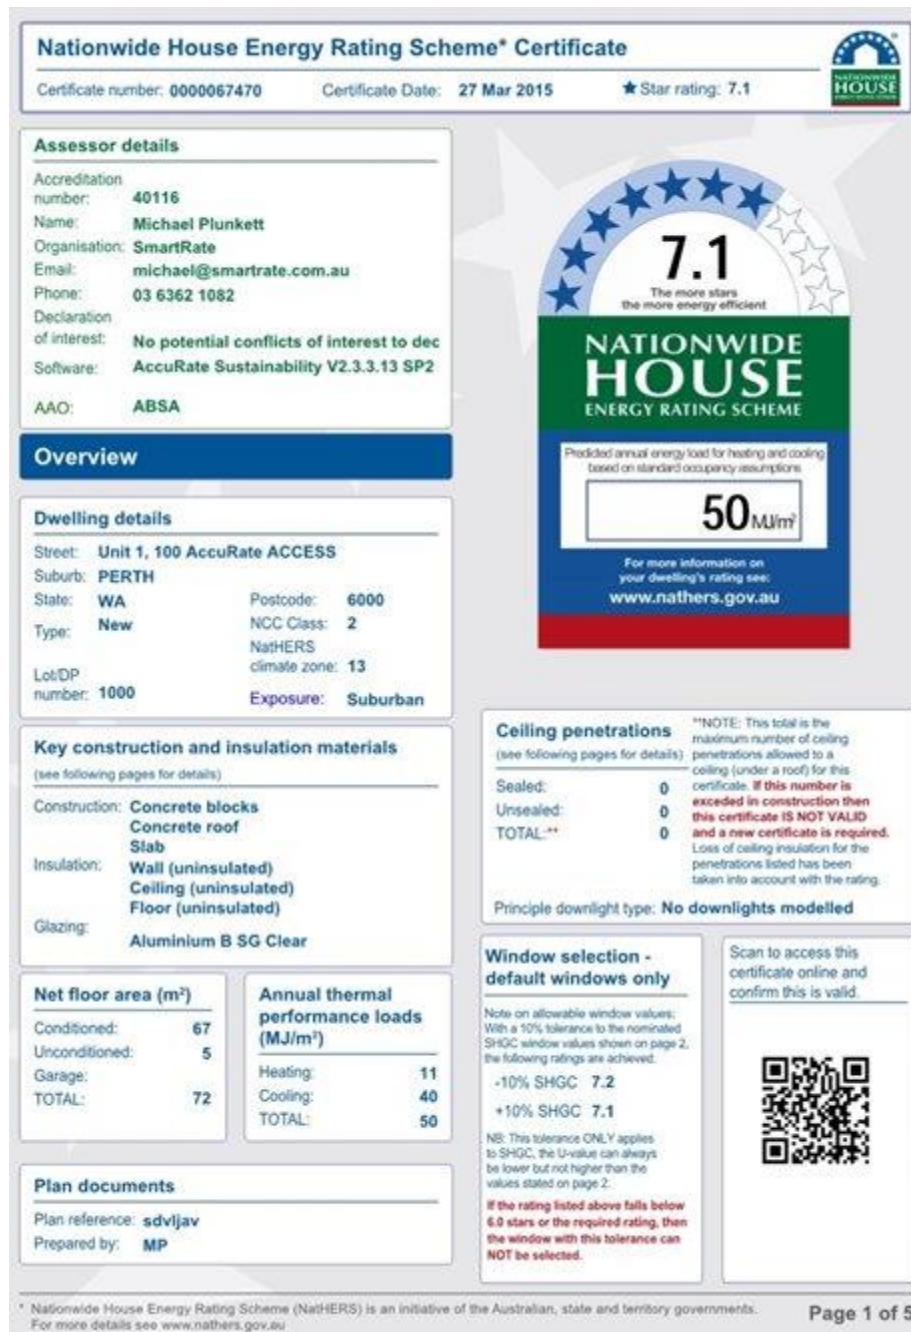 Nationwide House Energy Rating Scheme* Certificate
Certificate number: 0000067470 Certificate Date: 27 Mar 2015 ★ Star rating: 7.1
NATIONWIDE
HOUSE
Assessor details
Accreditation
number: 40116
Name: Michael Plunkett
Organisation: SmartRate
Email: michael@smartrate.com.au
Phone: 03 6362 1082
Declaration
of interest: No potential conflicts of interest to dec
Software: AccuRate Sustainability V2.3.3.13 SP2
AAO: ABSA
7.1
The more stars
the more energy efficient
NATIONWIDE
HOUSE
ENERGY RATING SCHEME
Predicted annual energy load for heating and cooling
based on standard occupancy assumptions
50 MJ/m²
For more information on
your dwelling's rating see:
www.nathers.gov.au
Overview
Dwelling details
Street: Unit 1, 100 AccuRate ACCESS
Suburb: PERTH
State: WA Postcode: 6000
Type: New NCC Class: 2
NatHERS
climate zone: 13
Lot/DP
number: 1000 Exposure: Suburban
Key construction and insulation materials
(see following pages for details)
Construction: Concrete blocks
Concrete roof
Slab
Insulation: Wall (uninsulated)
Ceiling (uninsulated)
Floor (uninsulated)
Glazing:
Aluminium B SG Clear
Ceiling penetrations
(see following pages for details)
Sealed: 0
Unsealed: 0
TOTAL:** 0
**NOTE: This total is the
maximum number of ceiling
penetrations allowed to a
ceiling (under a roof) for this
certificate. If this number is
exceded in construction then
this certificate IS NOT VALID
and a new certificate is required.
Loss of ceiling insulation for the
penetrations listed has been
taken into account with the rating.
Principle downlight type: No downlights modelled
Net floor area (m²)
Conditioned: 67
Unconditioned: 5
Garage:
TOTAL: 72
Annual thermal
performance loads
(MJ/m²)
Heating: 11
Cooling: 40
TOTAL: 50
Window selection -
default windows only
Note on allowable window values:
With a 10% tolerance to the nominated
SHGC window values shown on page 2,
the following ratings are achieved:
-10% SHGC 7.2
+10% SHGC 7.1
NB: This tolerance ONLY applies
to SHGC, the U-value can always
be lower but not higher than the
values stated on page 2.
If the rating listed above falls below
6.0 stars or the required rating, then
the window with this tolerance can
NOT be selected.
Scan to access this
certificate online and
confirm this is valid.
Plan documents
Plan reference: sdvljav
Prepared by: MP
* Nationwide House Energy Rating Scheme (NatHERS) is an initiative of the Australian, state and territory governments.
For more details see www.nathers.gov.au
Page 1 of 5